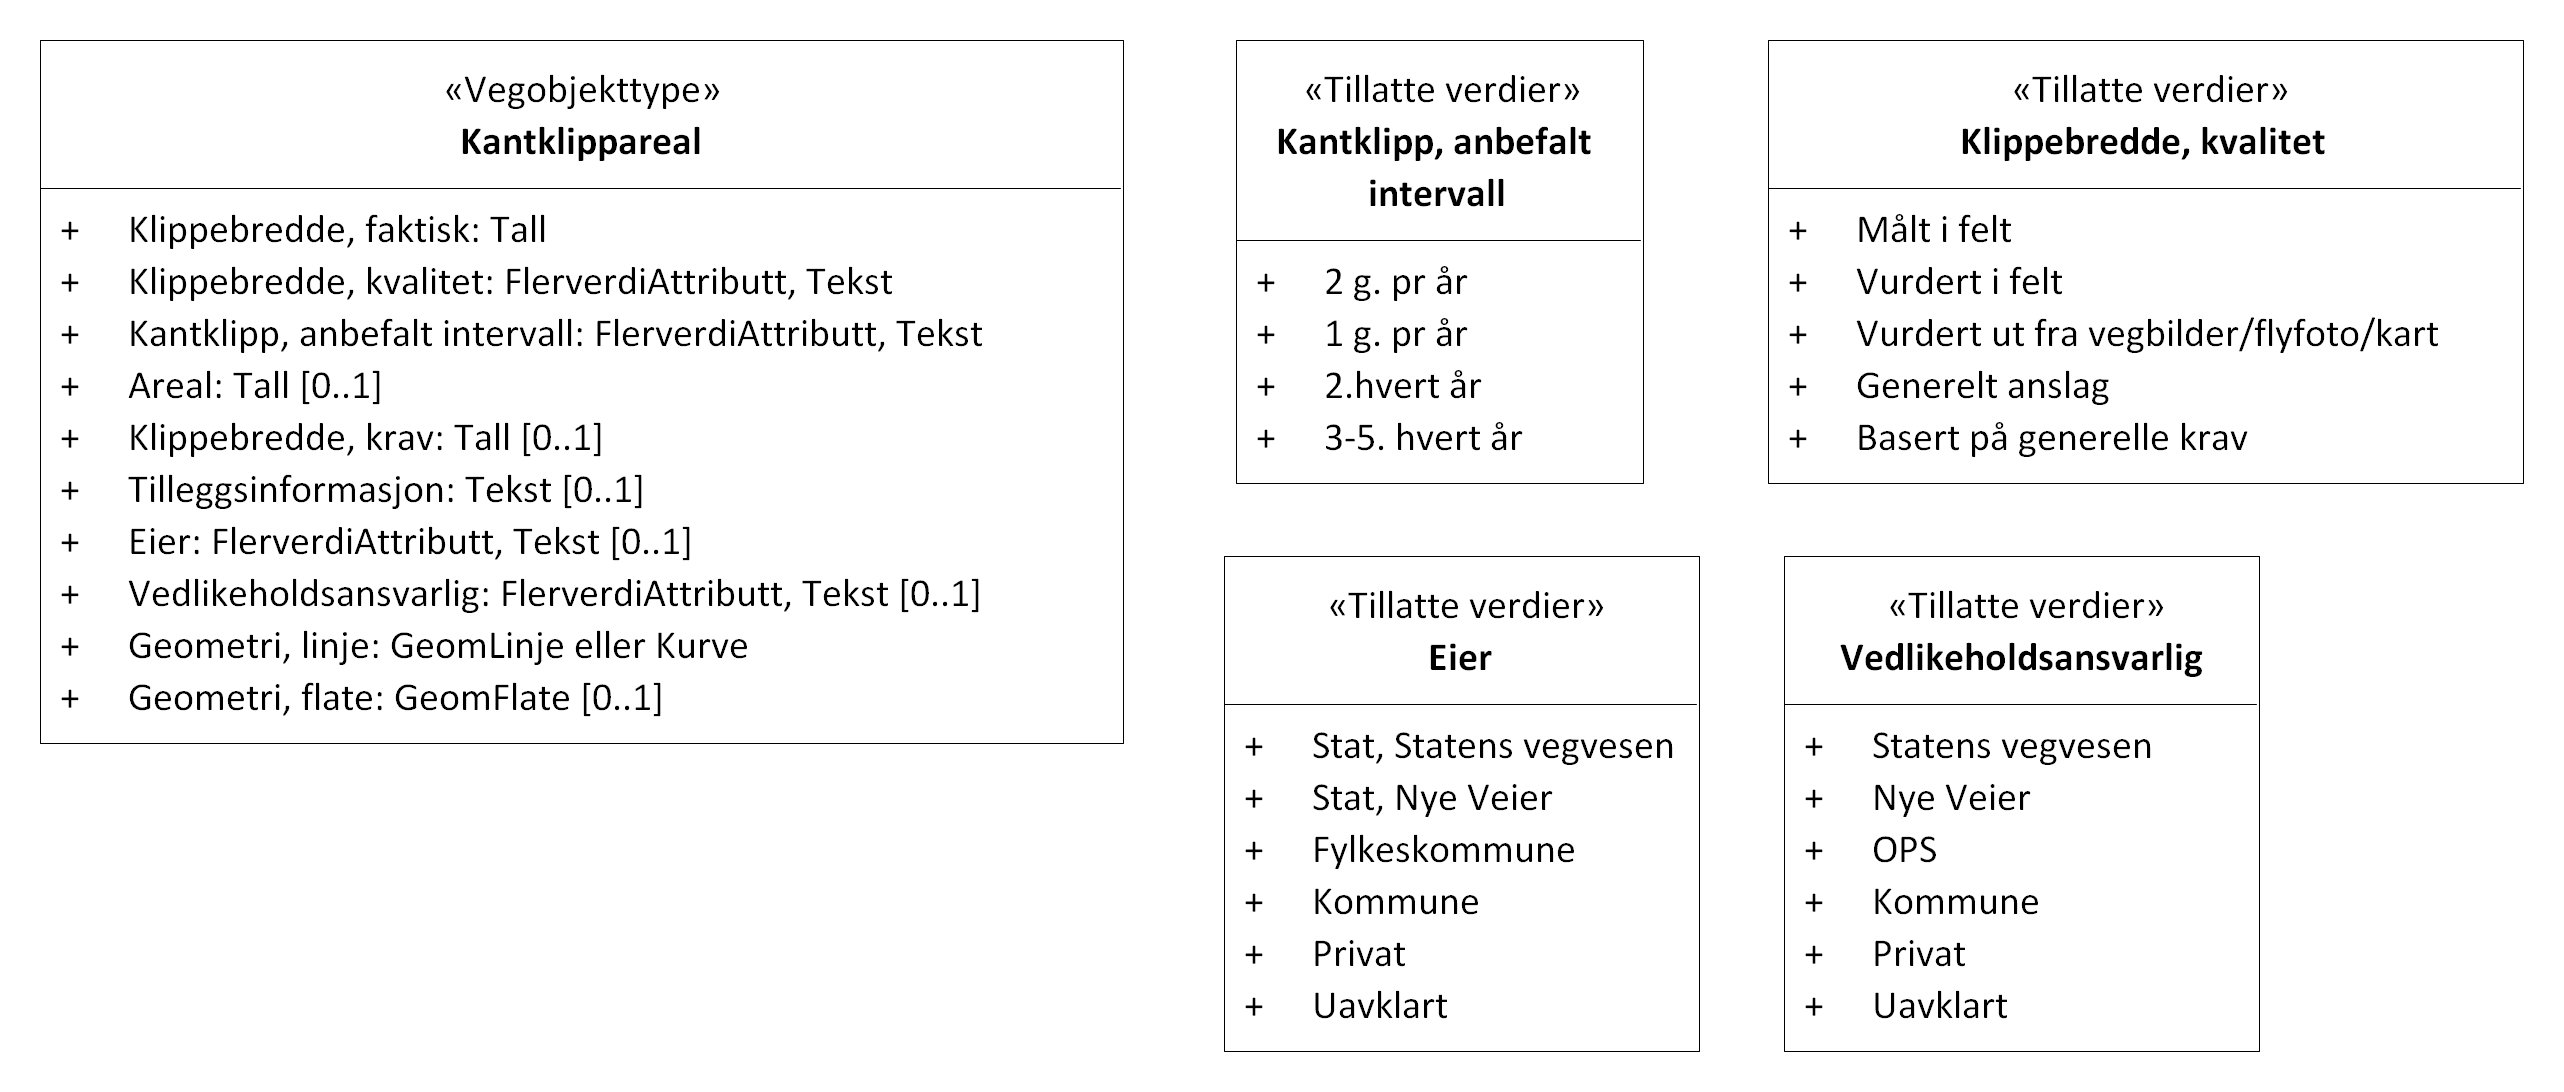 «Vegobjekttype»
Kantklippareal
+ Klippebredde, faktisk: Tall
+ Klippebredde, kvalitet: FlerverdiAttributt, Tekst
+ Kantklipp, anbefalt intervall: FlerverdiAttributt, Tekst
+ Areal: Tall [0..1]
+ Klippebredde, krav: Tall [0..1]
+ Tilleggsinformasjon: Tekst [0..1]
+ Eier: FlerverdiAttributt, Tekst [0..1]
+ Vedlikeholdsansvarlig: FlerverdiAttributt, Tekst [0..1]
+ Geometri, linje: GeomLinje eller Kurve
+ Geometri, flate: GeomFlate [0..1]
«Tillatte verdier»
Kantklipp, anbefalt
intervall
+ 2 g. pr år
+ 1 g. pr år
+ 2.hvert år
+ 3-5. hvert år
«Tillatte verdier»
Klippebredde, kvalitet
+ Målt i felt
+ Vurdert i felt
+ Vurdert ut fra vegbilder/flyfoto/kart
+ Generelt anslag
+ Basert på generelle krav
«Tillatte verdier»
Eier
+ Stat, Statens vegvesen
+ Stat, Nye Veier
+ Fylkeskommune
+ Kommune
+ Privat
+ Uavklart
«Tillatte verdier»
Vedlikeholdsansvarlig
+ Statens vegvesen
+ Nye Veier
+ OPS
+ Kommune
+ Privat
+ Uavklart